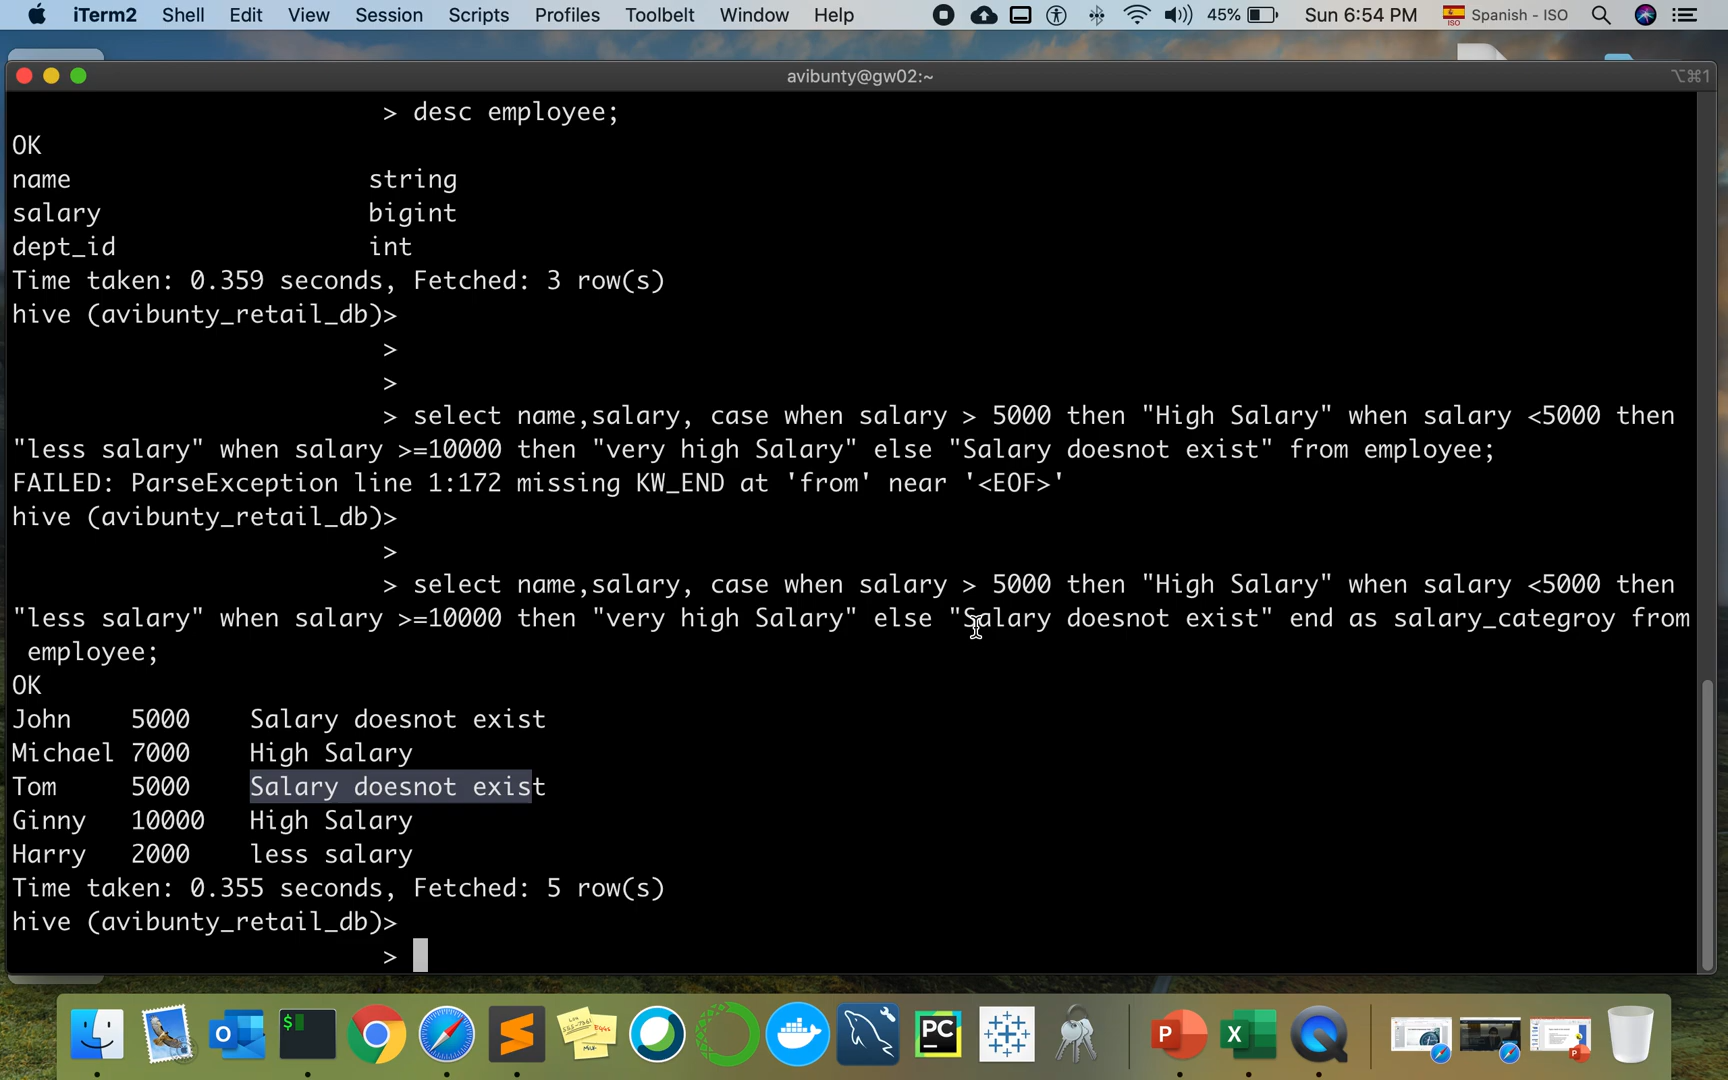 iTerm2 Shell Edit View Session Scripts Profiles Toolbelt Window Help 45% Sun 6:54 PM ISO Spanish - ISO
avibunty@gw02:~ ⌥⌘1
> desc employee;
OK
name string
salary bigint
dept_id int
Time taken: 0.359 seconds, Fetched: 3 row(s)
hive (avibunty_retail_db)>
>
>
> select name,salary, case when salary > 5000 then "High Salary" when salary <5000 then
"less salary" when salary >=10000 then "very high Salary" else "Salary doesnot exist" from employee;
FAILED: ParseException line 1:172 missing KW_END at 'from' near '<EOF>'
hive (avibunty_retail_db)>
>
> select name,salary, case when salary > 5000 then "High Salary" when salary <5000 then
"less salary" when salary >=10000 then "very high Salary" else "Salary doesnot exist" end as salary_categroy from
employee;
OK
John 5000 Salary doesnot exist
Michael 7000 High Salary
Tom 5000 Salary doesnot exist
Ginny 10000 High Salary
Harry 2000 less salary
Time taken: 0.355 seconds, Fetched: 5 row(s)
hive (avibunty_retail_db)>
>
$ PC P X